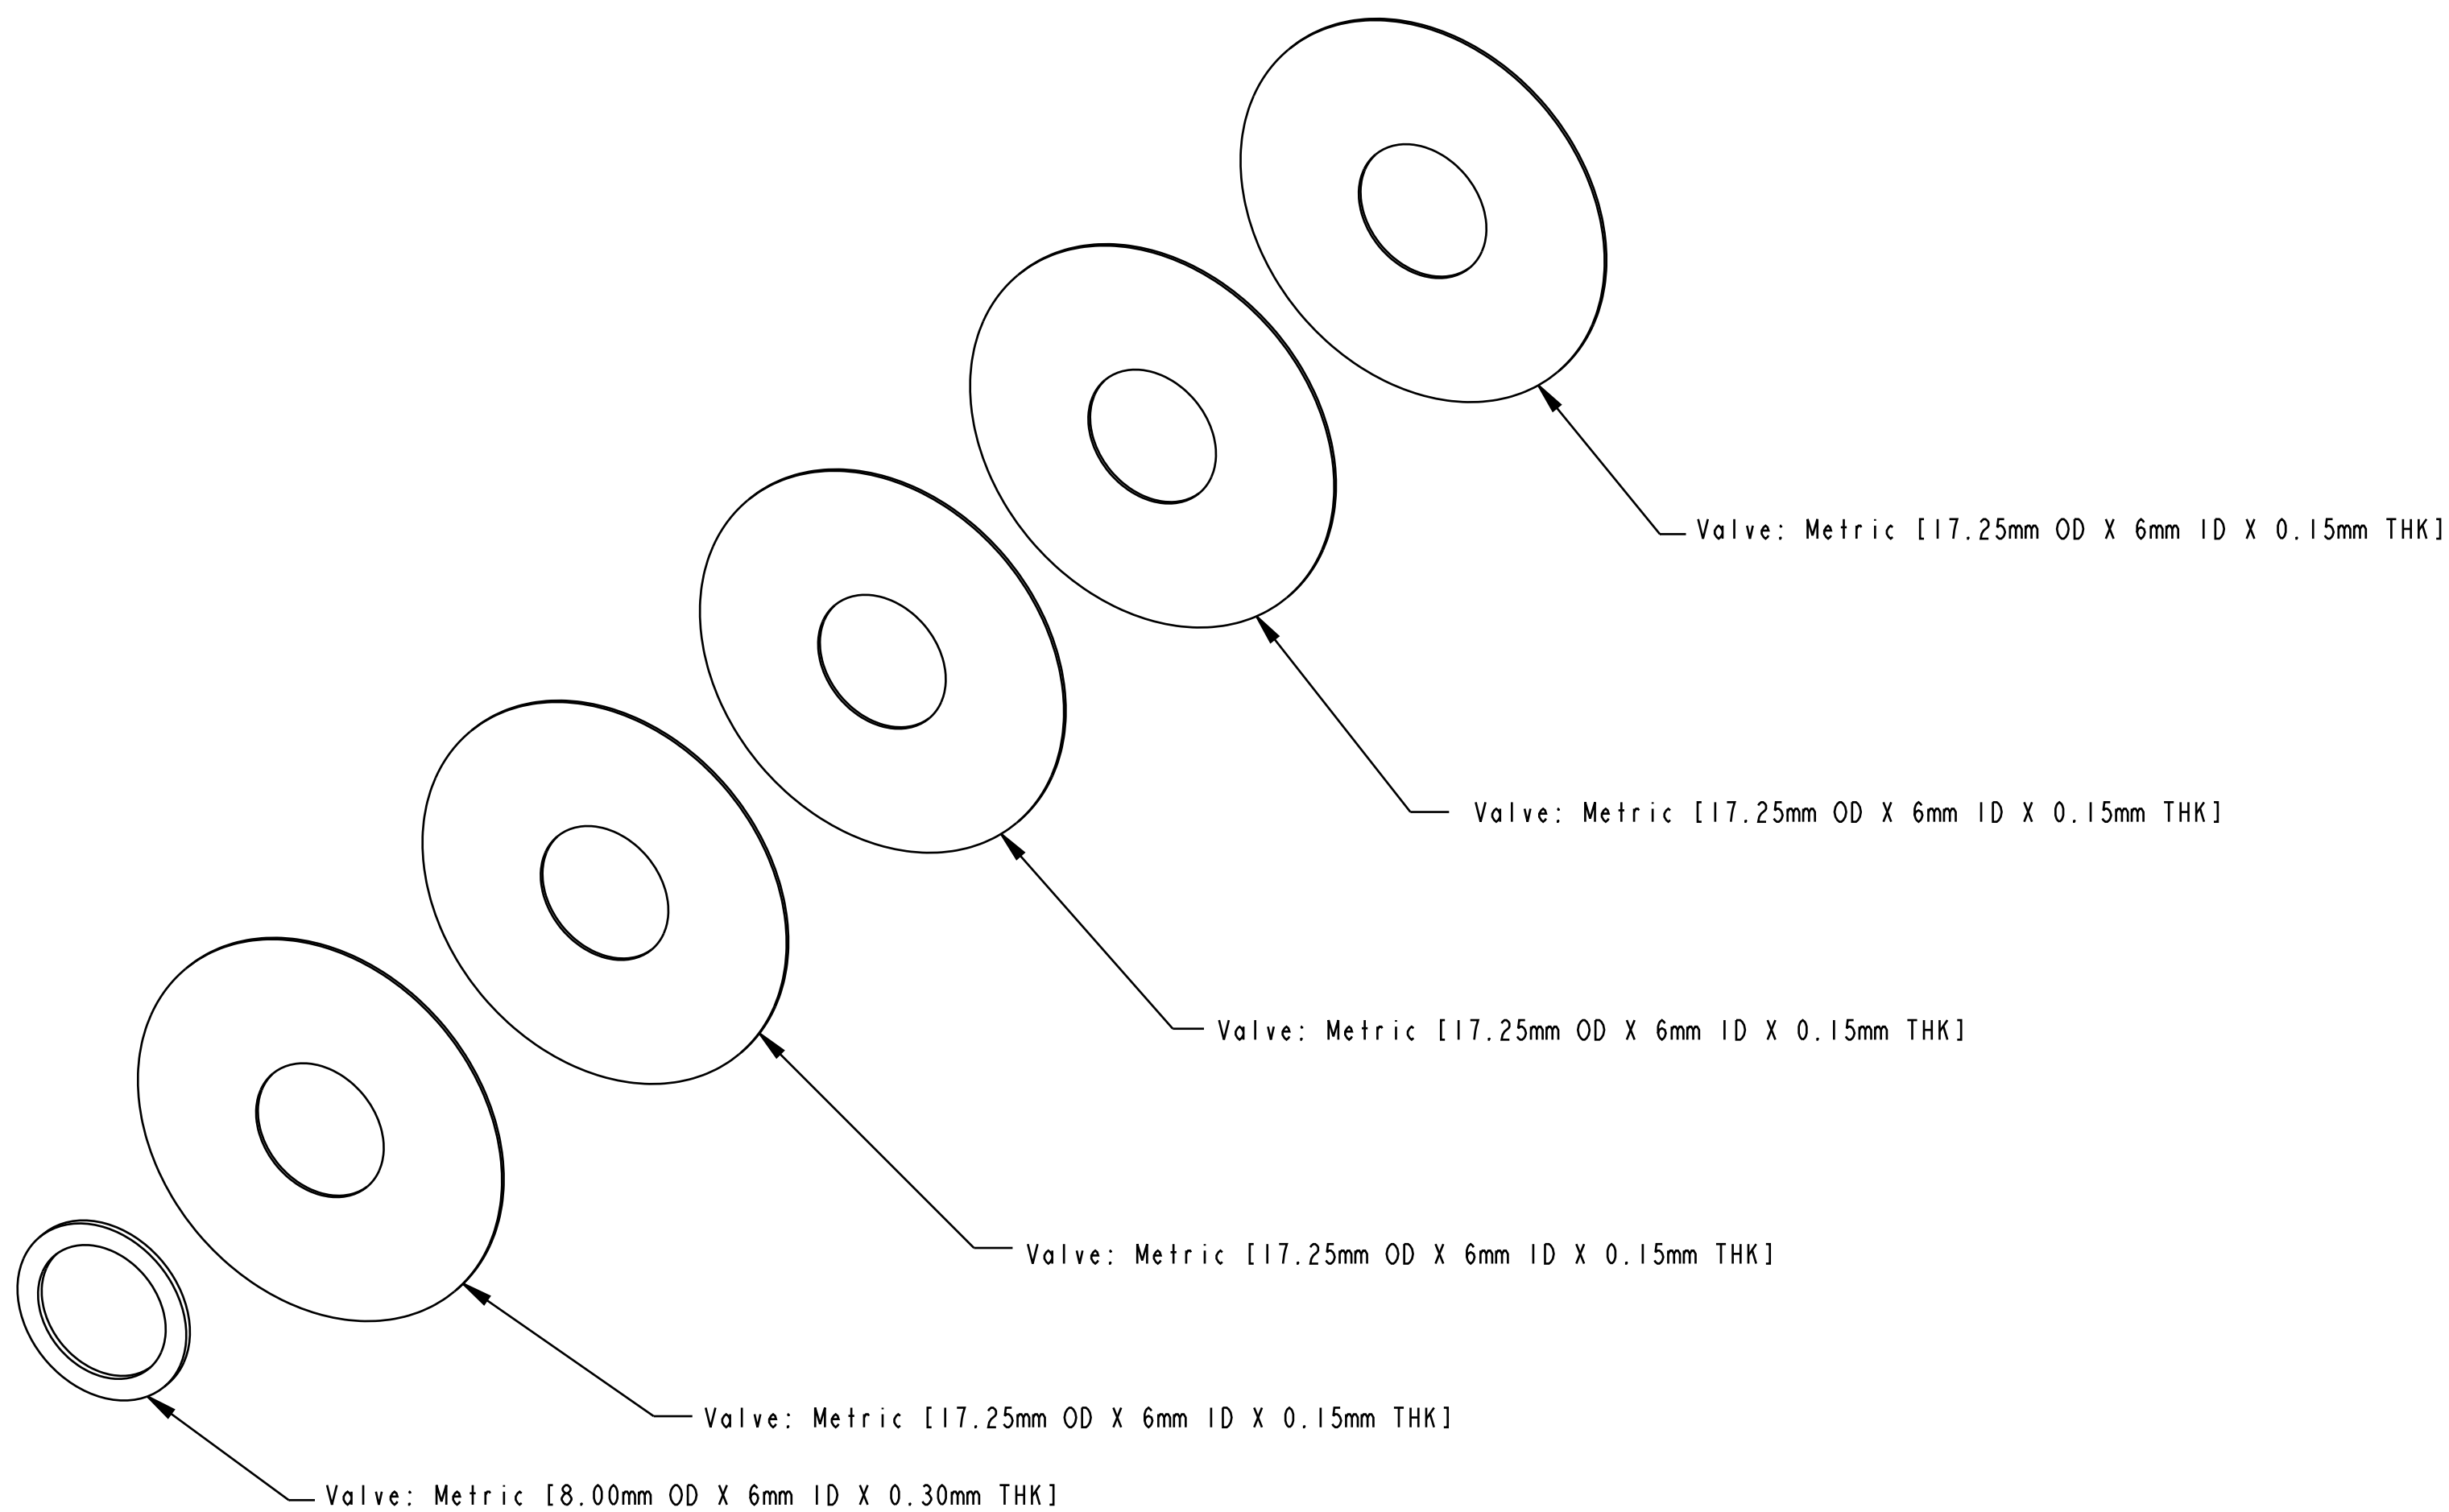 Valve: Metric [17.25mm OD X 6mm ID X 0.15mm THK]
Valve: Metric [17.25mm OD X 6mm ID X 0.15mm THK]
Valve: Metric [17.25mm OD X 6mm ID X 0.15mm THK]
Valve: Metric [17.25mm OD X 6mm ID X 0.15mm THK]
Valve: Metric [17.25mm OD X 6mm ID X 0.15mm THK]
Valve: Metric [8.00mm OD X 6mm ID X 0.30mm THK]